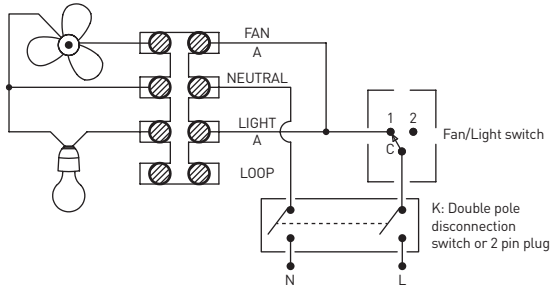 FAN
A
NEUTRAL
LIGHT
A
LOOP
1 2
C
Fan/Light switch
K: Double pole
disconnection
switch or 2 pin plug
N
L